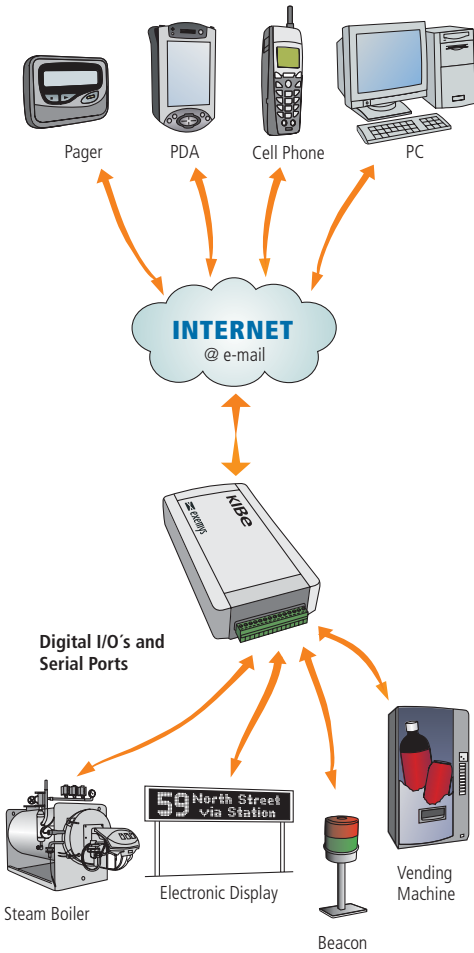 Pager
PDA
Cell Phone
PC
INTERNET
@ e-mail
KIBe
exemys
Digital I/O´s and
Serial Ports
59 North Street
via Station
Steam Boiler
Electronic Display
Beacon
Vending
Machine